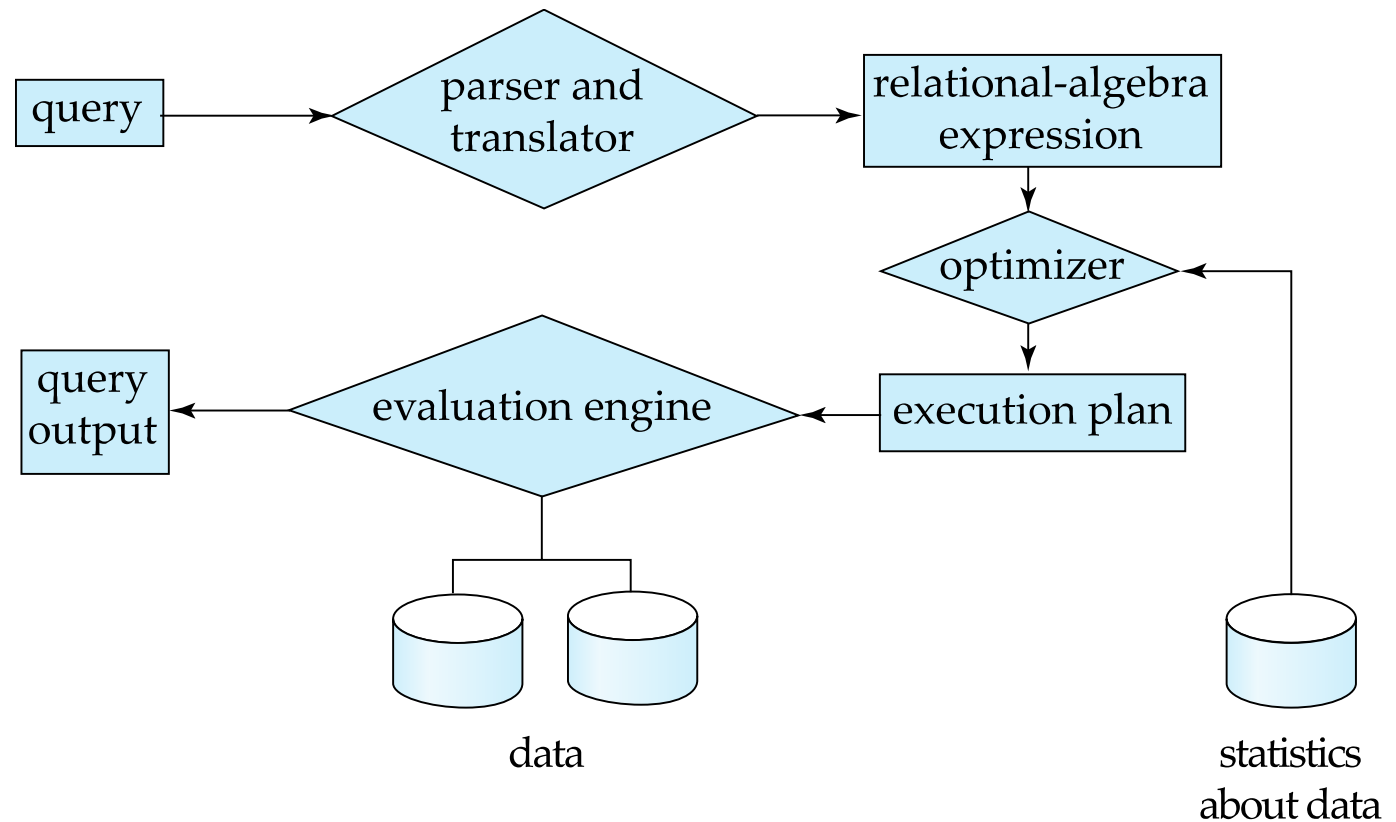 query
parser and
translator
relational-algebra
expression
optimizer
query
output
evaluation engine
execution plan
data
statistics
about data